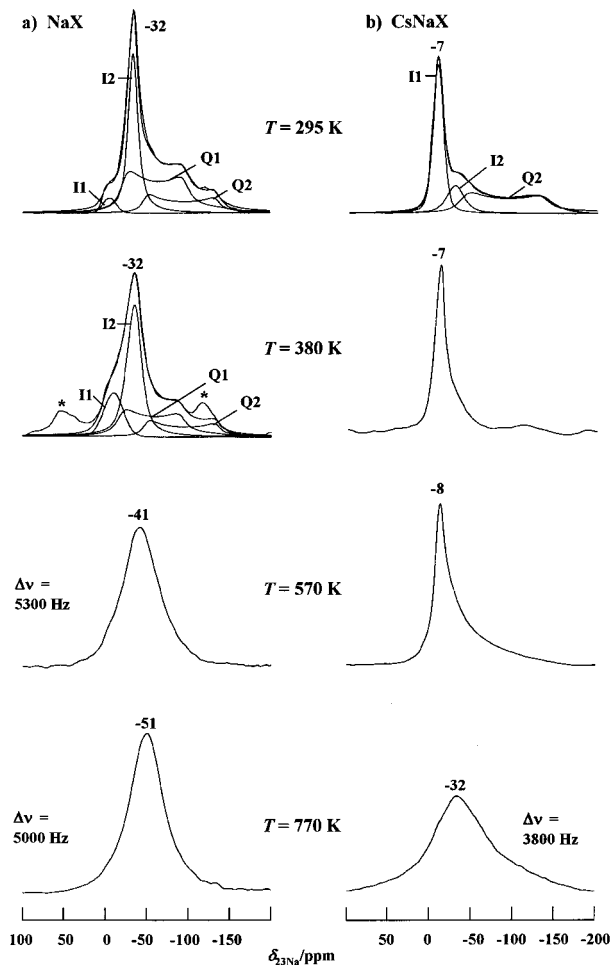 a) NaX
b) CsNaX
-32
I2
I1
Q1
Q2
T = 295 K
-7
I1
I2
Q1
Q2
-32
I2
I1
Q1
Q2
*
*
T = 380 K
-7
-41
Δν =
5300 Hz
T = 570 K
-8
-51
Δν =
5000 Hz
T = 770 K
-32
Δν =
3800 Hz
100 50 0 -50 -100 -150
50 0 -50 -100 -150 -200
δ23Na/ppm